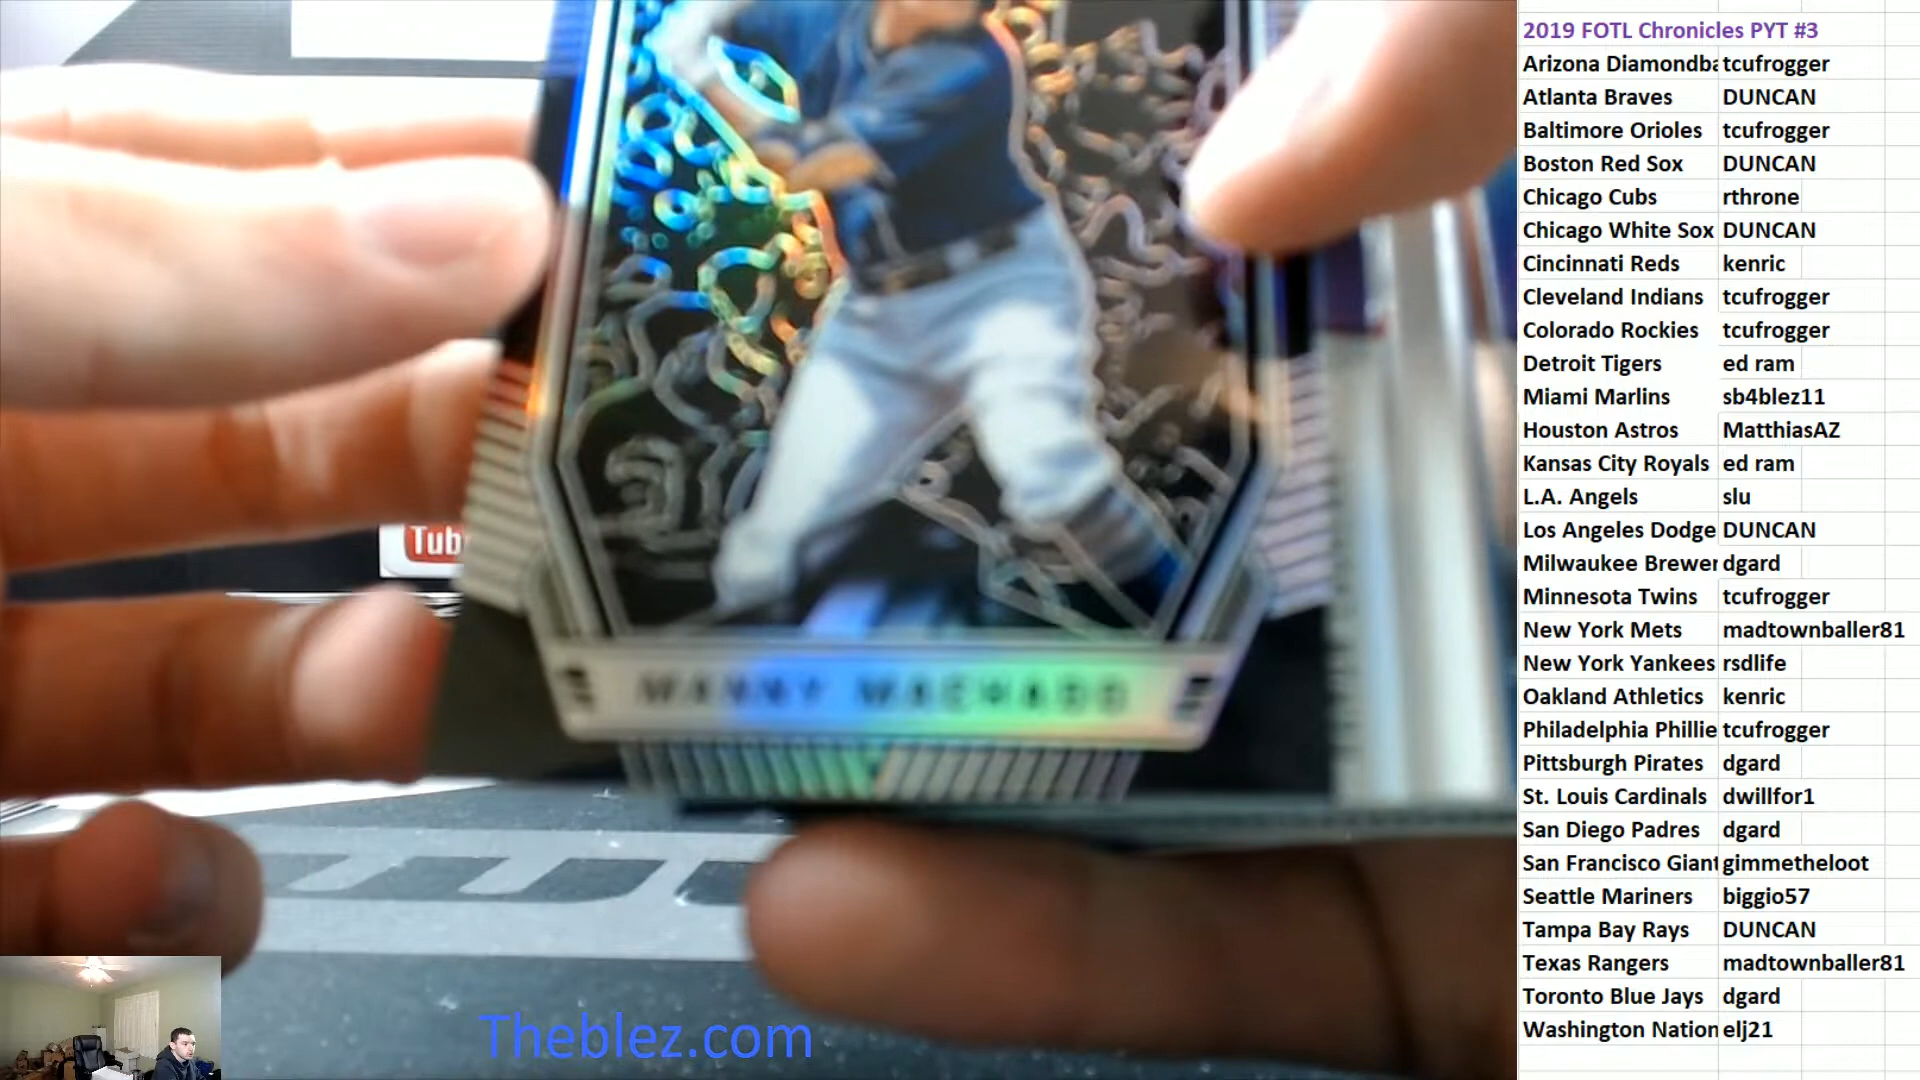 Tub
MANNY MACHADO
Theblez.com
2019 FOTL Chronicles PYT #3
Arizona Diamondba tcufrogger
Atlanta Braves DUNCAN
Baltimore Orioles tcufrogger
Boston Red Sox DUNCAN
Chicago Cubs rthrone
Chicago White Sox DUNCAN
Cincinnati Reds kenric
Cleveland Indians tcufrogger
Colorado Rockies tcufrogger
Detroit Tigers ed ram
Miami Marlins sb4blez11
Houston Astros MatthiasAZ
Kansas City Royals ed ram
L.A. Angels slu
Los Angeles Dodge DUNCAN
Milwaukee Brewer dgard
Minnesota Twins tcufrogger
New York Mets madtownballer81
New York Yankees rsdlife
Oakland Athletics kenric
Philadelphia Phillie tcufrogger
Pittsburgh Pirates dgard
St. Louis Cardinals dwillfor1
San Diego Padres dgard
San Francisco Giant gimmetheloot
Seattle Mariners biggio57
Tampa Bay Rays DUNCAN
Texas Rangers madtownballer81
Toronto Blue Jays dgard
Washington Nation elj21